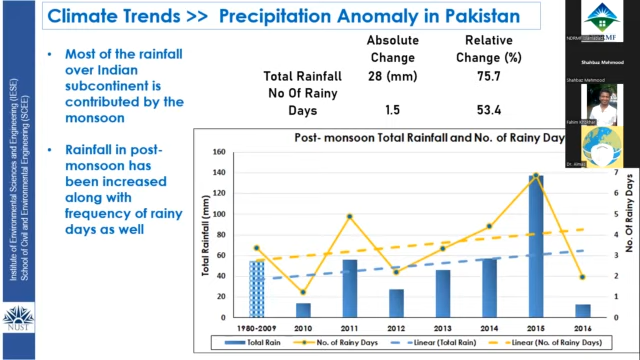 Climate Trends >> Precipitation Anomaly in Pakistan
Most of the rainfall
over Indian
subcontinent is
contributed by the
monsoon
Rainfall in post-
monsoon has
been increased
along with
frequency of rainy
days as well
Absolute Change
Relative Change (%)
Total Rainfall 28 (mm) 75.7
No Of Rainy Days 1.5 53.4
Post- monsoon Total Rainfall and No. of Rainy Day
Total Rainfall (mm)
160
140
120
100
80
60
40
20
0
7
6
5
4
3
2
1
0
No. of Rainy Days
1980-2009 2010 2011 2012 2013 2014 2015 2016
Total Rain No. of Rainy Days Linear (Total Rain) Linear (No. of Rainy Days)
Institute of Environmental Sciences and Engineering (IESE)
School of Civil and Environmental Engineering (SCEE)
NUST
Shahbaz Mehmood
Shahbaz Mehmood